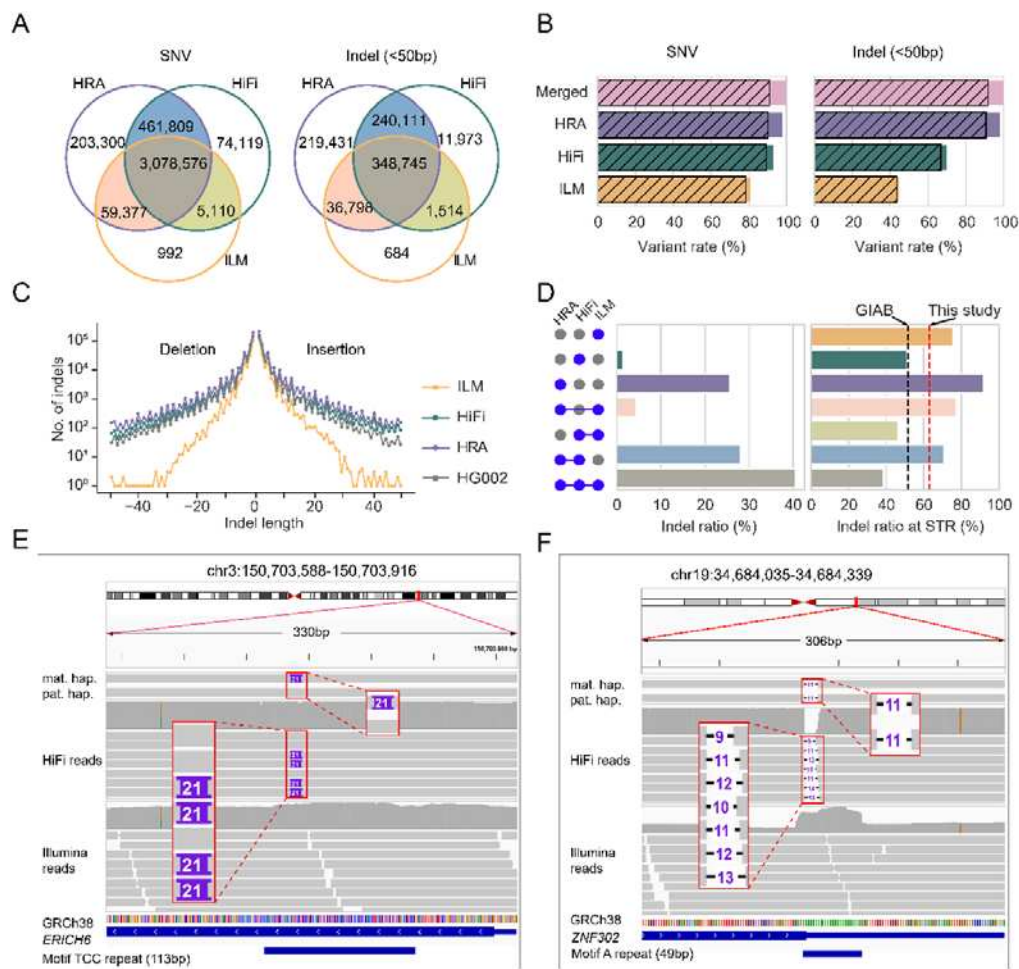 A
SNV
Indel (<50bp)
HRA
HiFi
461,809
203,300
74,119
3,078,576
59,377
5,110
992
ILM
HRA
HiFi
240,111
219,431
11,973
348,745
36,798
1,514
684
ILM
B
SNV
Indel (<50bp)
Merged
HRA
HiFi
ILM
0 20 40 60 80 100
0 20 40 60 80 100
Variant rate (%)
Variant rate (%)
C
Deletion
Insertion
No. of indels
10⁵
10⁴
10³
10²
10¹
10⁰
−40 −20 0 20 40
Indel length
ILM
HiFi
HRA
HG002
D
HRA
HiFi
ILM
GIAB
This study
0 10 20 30 40
0 20 40 60 80
Indel ratio (%)
Indel ratio at STR (%)
E
chr3:150,703,588-150,703,916
330bp
mat. hap.
pat. hap.
21
HiFi reads
21
21
21
21
Illumina
reads
GRCh38
ERICH6
Motif TCC repeat (113bp)
F
chr19:34,684,035-34,684,339
306bp
mat. hap.
pat. hap.
11
11
HiFi reads
9
11
12
10
11
12
13
Illumina
reads
GRCh38
ZNF302
Motif A repeat (49bp)